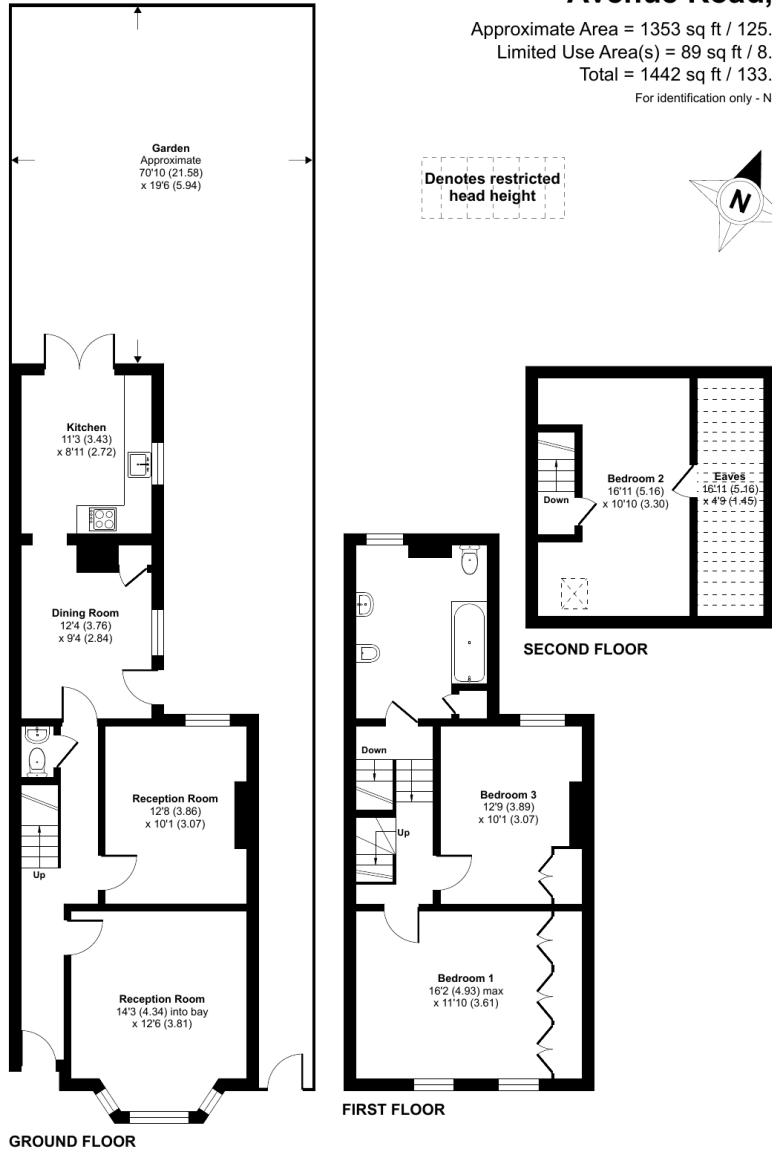 Avenue Road,
Approximate Area = 1353 sq ft / 125.
Limited Use Area(s) = 89 sq ft / 8.
Total = 1442 sq ft / 133.
For identification only - N
Garden
Approximate
70'10 (21.58)
x 19'6 (5.94)
Denotes restricted
head height
N
Kitchen
11'3 (3.43)
x 8'11 (2.72)
Dining Room
12'4 (3.76)
x 9'4 (2.84)
Reception Room
12'8 (3.86)
x 10'1 (3.07)
Up
Reception Room
14'3 (4.34) into bay
x 12'6 (3.81)
GROUND FLOOR
Down
Up
Bedroom 3
12'9 (3.89)
x 10'1 (3.07)
Bedroom 1
16'2 (4.93) max
x 11'10 (3.61)
FIRST FLOOR
Down
Bedroom 2
16'11 (5.16)
x 10'10 (3.30)
Eaves
16'11 (5.16)
x 4'9 (1.45)
SECOND FLOOR